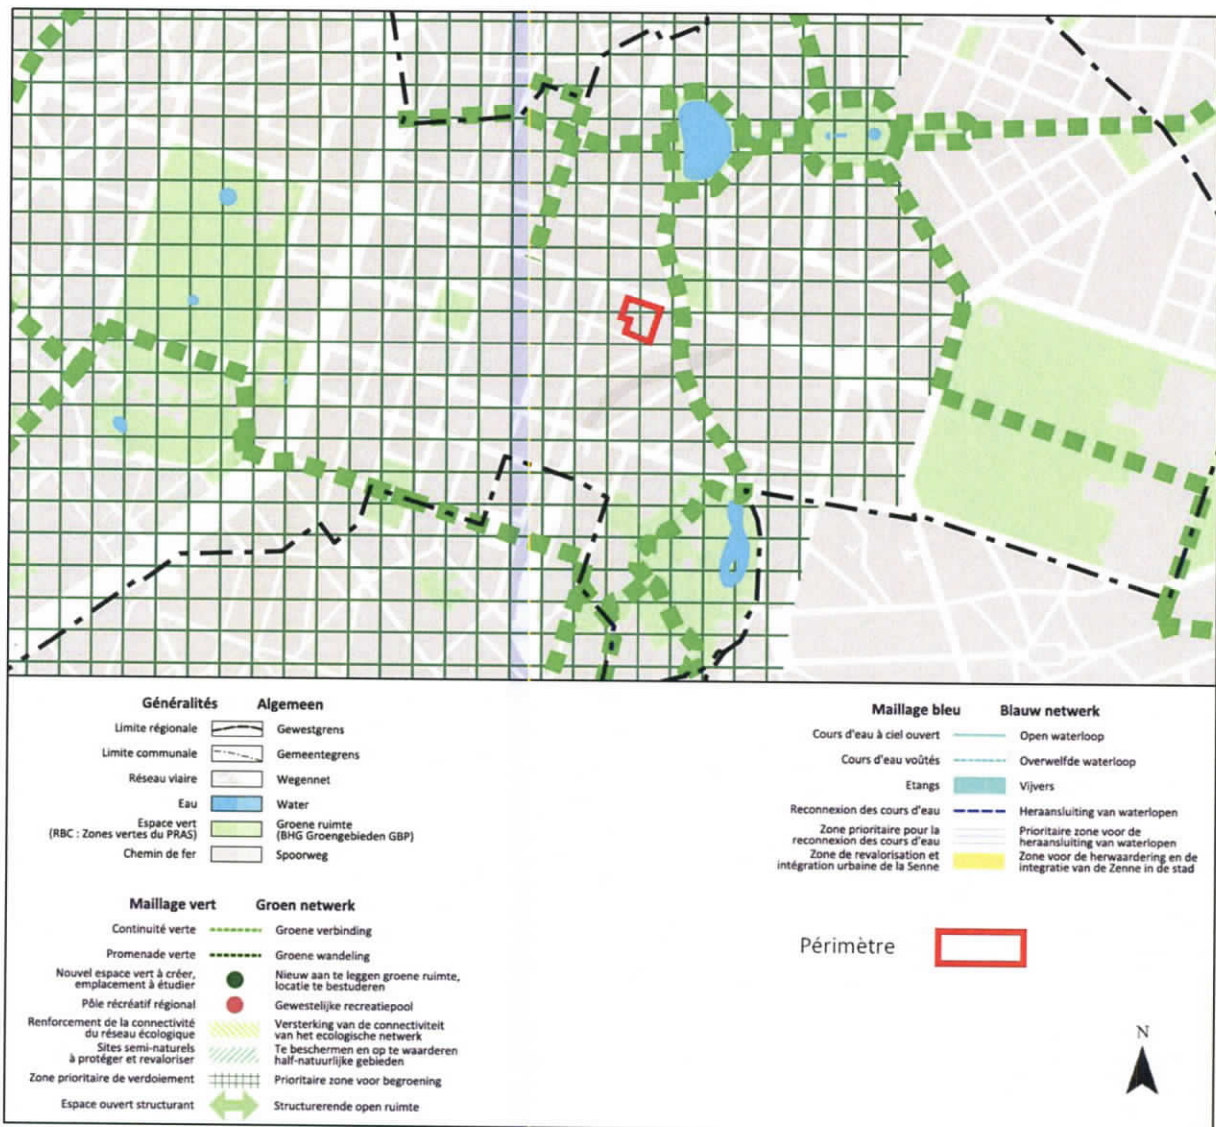 Généralités Algemeen
Limite régionale Gewestgrens
Limite communale Gemeentegrens
Réseau viaire Wegennet
Eau Water
Espace vert
(RBC : Zones vertes du PRAS)
Groene ruimte
(BHG Groengebieden GBP)
Chemin de fer Spoorweg
Maillage vert Groen netwerk
Continuité verte Groene verbinding
Promenade verte Groene wandeling
Nouvel espace vert à créer,
emplacement à étudier
Nieuw aan te leggen groene ruimte,
locatie te bestuderen
Pôle récréatif régional Gewestelijke recreatiepool
Renforcement de la connectivité
du réseau écologique
Versterking van de connectiviteit
van het ecologische netwerk
Sites semi-naturels
à protéger et revaloriser
Te beschermen en op te waarderen
half-natuurlijke gebieden
Zone prioritaire de verdoiement Prioritaire zone voor begroening
Espace ouvert structurant Structurerende open ruimte
Maillage bleu Blauw netwerk
Cours d'eau à ciel ouvert Open waterloop
Cours d'eau voûtés Overwelfde waterloop
Etangs Vijvers
Reconnexion des cours d'eau Heraansluiting van waterlopen
Zone prioritaire pour la
reconnexion des cours d'eau
Prioritaire zone voor de
heraansluiting van waterlopen
Zone de revalorisation et
intégration urbaine de la Senne
Zone voor de herwaardering en de
integratie van de Zenne in de stad
Périmètre
N